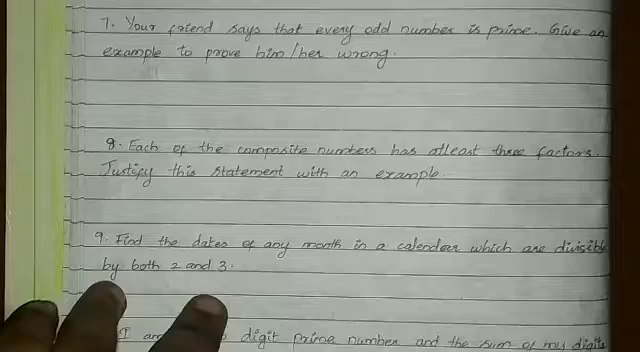 7. Your friend says that every odd number is prime. Give an
example to prove him/her wrong.
8. Each of the composite numbers has atleast three factors.
Justify this statement with an example.
9. Find the dates of any month in a calendar which are divisible
by both 2 and 3.
I digit prime number and the sum of my digits